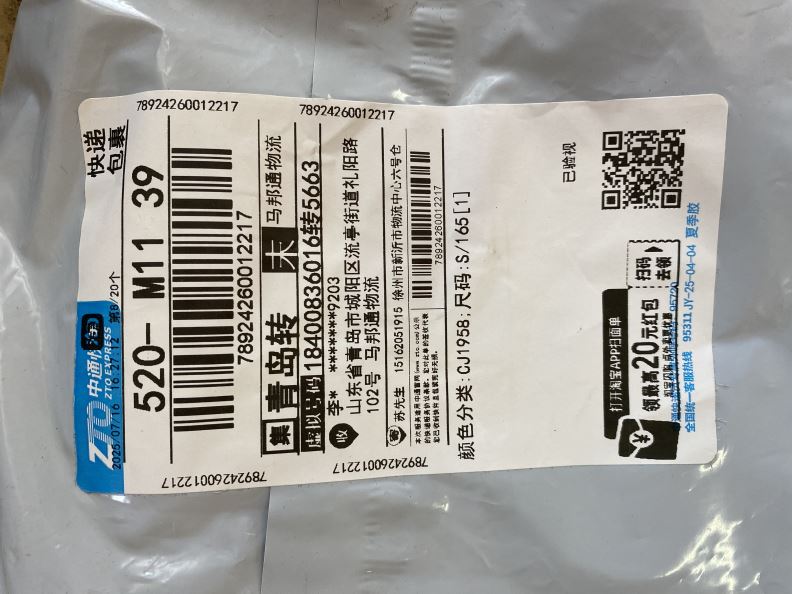 快递包裹
78924260012217
78924260012217
ZTO 中通快
ZTO EXPRESS
2025/07/16 16:27:12 第8/20个
520- M11 39
78924260012217
集 青岛转 末 马邦通物流
虚拟号码 18400836016转5663
收 李* *******9203
山东省青岛市城阳区流亭街道礼阳路
102号 马邦通物流
寄 苏先生 15162051915 徐州市新沂市物流中心六号仓
78924260012217
颜色分类:CJ1958;尺码:S/165[1]
已验视
打开淘宝APP扫面单
领最高20元红包
扫码
去领
全国统一客服热线 95311 JY-25-04-04 夏季胶
78924260012217
78924260012217